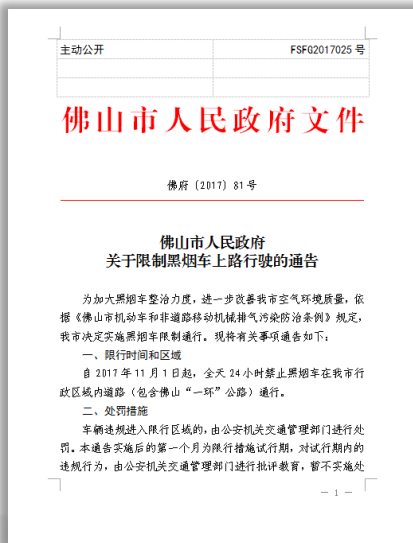 主动公开 FSFG2017025 号
佛山市人民政府文件
佛府〔2017〕81号
佛山市人民政府
关于限制黑烟车上路行驶的通告
为加大黑烟车整治力度，进一步改善我市空气环境质量，依
据《佛山市机动车和非道路移动机械排气污染防治条例》规定，
我市决定实施黑烟车限制通行。现将有关事项通告如下：
一、限行时间和区域
自 2017 年 11 月 1 日起，全天 24 小时禁止黑烟车在我市行
政区域内道路（包含佛山“一环”公路）通行。
二、处罚措施
车辆违规进入限行区域的，由公安机关交通管理部门进行处
罚。本通告实施后的第一个月为限行措施试行期，对试行期内的
违规行为，由公安机关交通管理部门进行批评教育，暂不实施处
— 1 —